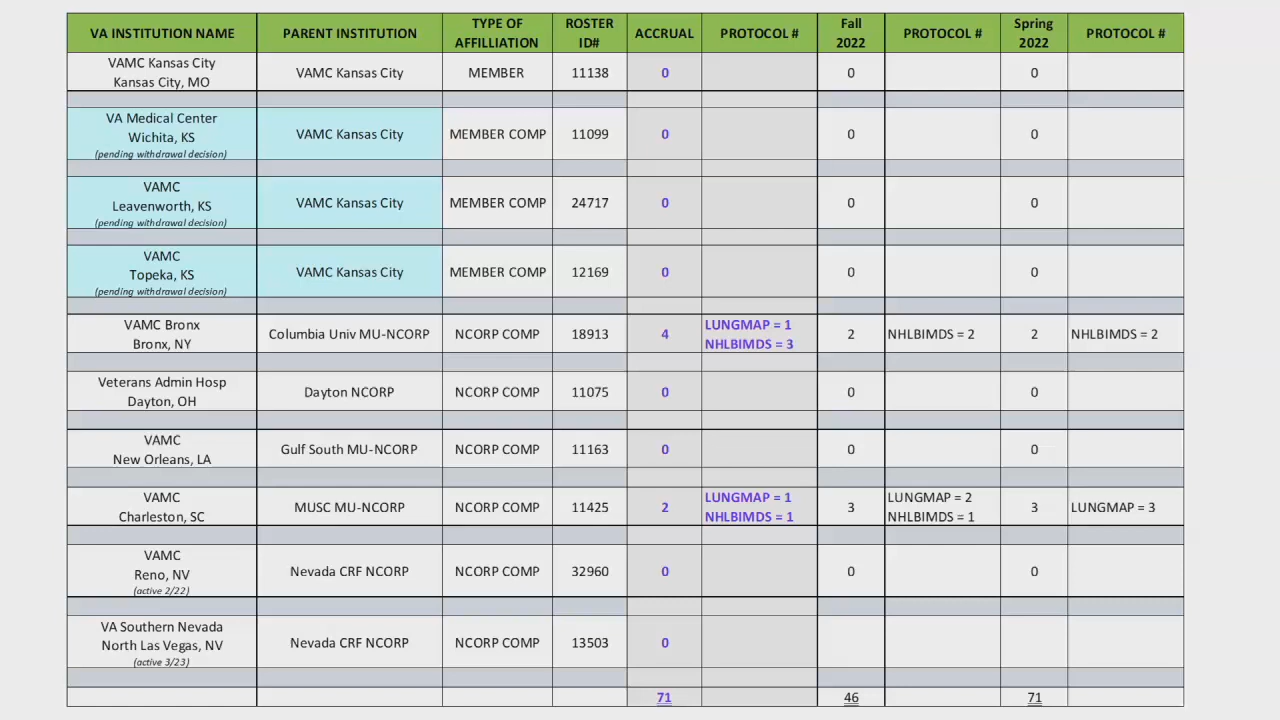 VA INSTITUTION NAME PARENT INSTITUTION TYPE OF AFFILLIATION ROSTER ID# ACCRUAL PROTOCOL # Fall 2022 PROTOCOL # Spring 2022 PROTOCOL #
VAMC Kansas City
Kansas City, MO
VAMC Kansas City MEMBER 11138 0 0 0
VA Medical Center
Wichita, KS
(pending withdrawal decision)
VAMC Kansas City MEMBER COMP 11099 0 0 0
VAMC
Leavenworth, KS
(pending withdrawal decision)
VAMC Kansas City MEMBER COMP 24717 0 0 0
VAMC
Topeka, KS
(pending withdrawal decision)
VAMC Kansas City MEMBER COMP 12169 0 0 0
VAMC Bronx
Bronx, NY
Columbia Univ MU-NCORP NCORP COMP 18913 4
LUNGMAP = 1
NHLBIMDS = 3
2 NHLBIMDS = 2 2 NHLBIMDS = 2
Veterans Admin Hosp
Dayton, OH
Dayton NCORP NCORP COMP 11075 0 0 0
VAMC
New Orleans, LA
Gulf South MU-NCORP NCORP COMP 11163 0 0 0
VAMC
Charleston, SC
MUSC MU-NCORP NCORP COMP 11425 2
LUNGMAP = 1
NHLBIMDS = 1
3
LUNGMAP = 2
NHLBIMDS = 1
3 LUNGMAP = 3
VAMC
Reno, NV
(active 2/22)
Nevada CRF NCORP NCORP COMP 32960 0 0 0
VA Southern Nevada
North Las Vegas, NV
(active 3/23)
Nevada CRF NCORP NCORP COMP 13503 0
71 46 71